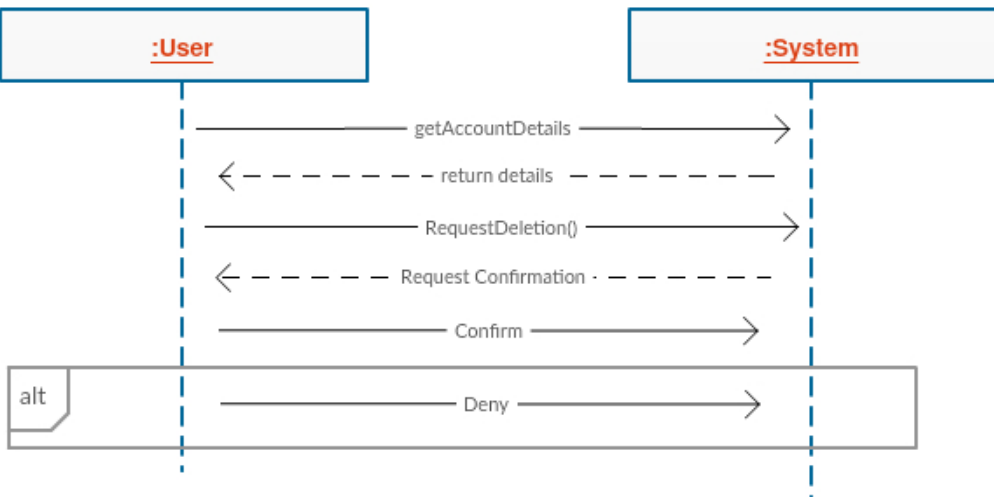 :User
:System
getAccountDetails
return details
RequestDeletion()
Request Confirmation
Confirm
alt
Deny